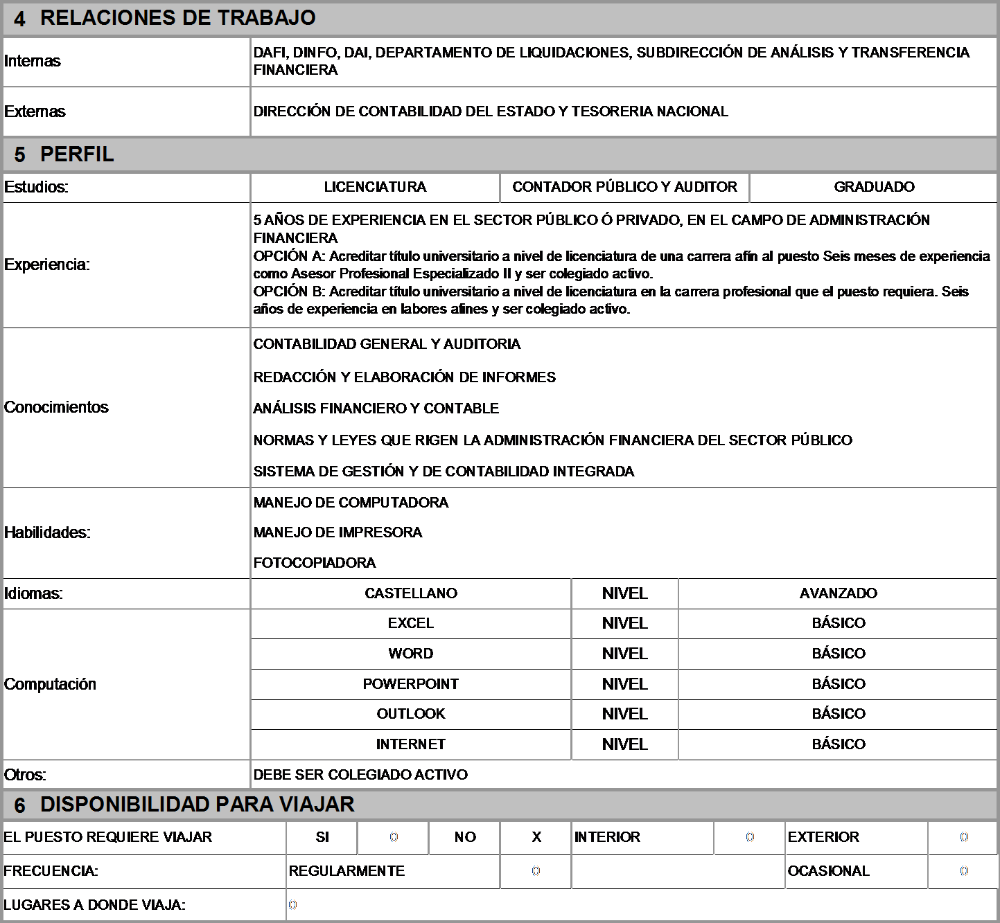 4 RELACIONES DE TRABAJO
Internas
DAFI, DINFO, DAI, DEPARTAMENTO DE LIQUIDACIONES, SUBDIRECCIÓN DE ANÁLISIS Y TRANSFERENCIA
FINANCIERA
Externas
DIRECCIÓN DE CONTABILIDAD DEL ESTADO Y TESORERIA NACIONAL
5 PERFIL
Estudios: LICENCIATURA CONTADOR PÚBLICO Y AUDITOR GRADUADO
Experiencia:
5 AÑOS DE EXPERIENCIA EN EL SECTOR PÚBLICO Ó PRIVADO, EN EL CAMPO DE ADMINISTRACIÓN
FINANCIERA
OPCIÓN A: Acreditar título universitario a nivel de licenciatura de una carrera afín al puesto Seis meses de experiencia
como Asesor Profesional Especializado II y ser colegiado activo.
OPCIÓN B: Acreditar título universitario a nivel de licenciatura en la carrera profesional que el puesto requiera. Seis
años de experiencia en labores afines y ser colegiado activo.
Conocimientos
CONTABILIDAD GENERAL Y AUDITORIA
REDACCIÓN Y ELABORACIÓN DE INFORMES
ANÁLISIS FINANCIERO Y CONTABLE
NORMAS Y LEYES QUE RIGEN LA ADMINISTRACIÓN FINANCIERA DEL SECTOR PÚBLICO
SISTEMA DE GESTIÓN Y DE CONTABILIDAD INTEGRADA
Habilidades:
MANEJO DE COMPUTADORA
MANEJO DE IMPRESORA
FOTOCOPIADORA
Idiomas: CASTELLANO NIVEL AVANZADO
Computación
EXCEL NIVEL BÁSICO
WORD NIVEL BÁSICO
POWERPOINT NIVEL BÁSICO
OUTLOOK NIVEL BÁSICO
INTERNET NIVEL BÁSICO
Otros: DEBE SER COLEGIADO ACTIVO
6 DISPONIBILIDAD PARA VIAJAR
EL PUESTO REQUIERE VIAJAR SI 0 NO X INTERIOR 0 EXTERIOR 0
FRECUENCIA: REGULARMENTE 0 OCASIONAL 0
LUGARES A DONDE VIAJA: 0